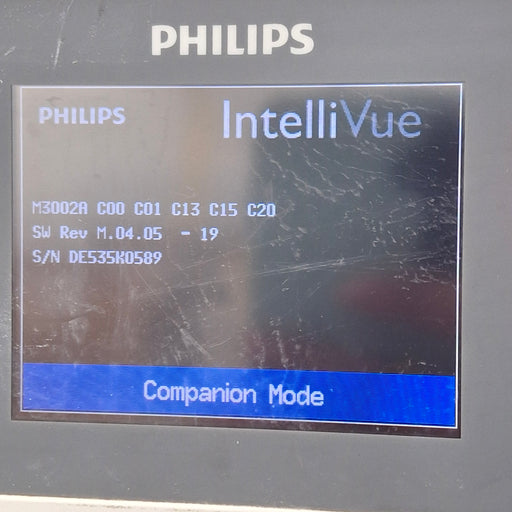 PHILIPS
PHILIPS IntelliVue
M3002A C00 C01 C13 C15 C20
SW Rev M.04.05 - 19
S/N DE535K0589
Companion Mode